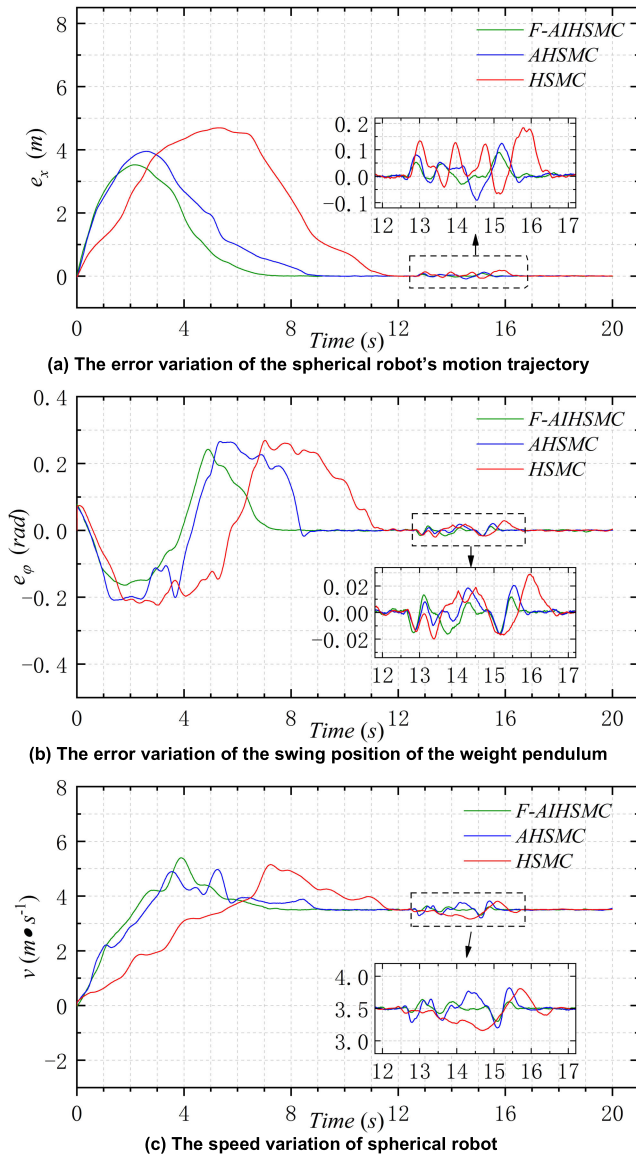 8
6
4
2
0
e_x (m)
F-AIHSMC
AHSMC
HSMC
0.2
0.1
0.0
-0.1
12 13 14 15 16 17
0 4 8 12 16 20
Time (s)
(a) The error variation of the spherical robot's motion trajectory
0.4
0.2
0.0
-0.2
-0.4
e_φ (rad)
F-AIHSMC
AHSMC
HSMC
0.02
0.00
-0.02
12 13 14 15 16 17
0 4 8 12 16 20
Time (s)
(b) The error variation of the swing position of the weight pendulum
8
6
4
2
0
-2
v (m•s⁻¹)
F-AIHSMC
AHSMC
HSMC
4.0
3.5
3.0
12 13 14 15 16 17
0 4 8 12 16 20
Time (s)
(c) The speed variation of spherical robot